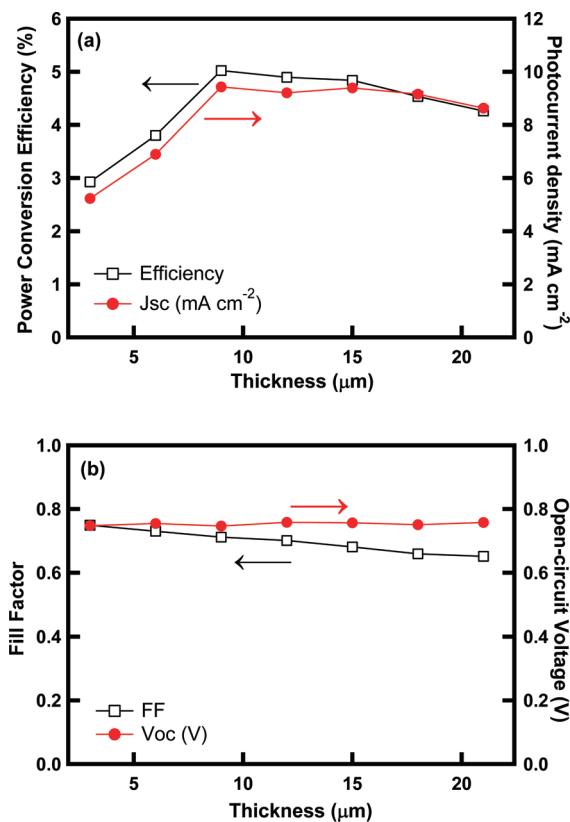 (a)
Power Conversion Efficiency (%)
6
5
4
3
2
1
0
12
10
8
6
4
2
0
Photocurrent density (mA cm⁻²)
Efficiency
Jsc (mA cm⁻²)
5
10
15
20
Thickness (μm)
(b)
Fill Factor
1.0
0.8
0.6
0.4
0.2
0.0
1.0
0.8
0.6
0.4
0.2
0.0
Open-circuit Voltage (V)
FF
Voc (V)
5
10
15
20
Thickness (μm)